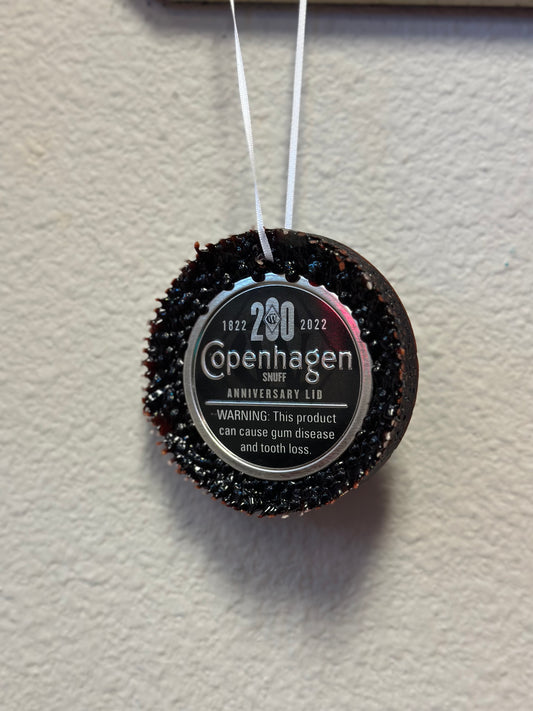 200
1822 2022
Copenhagen
SNUFF
ANNIVERSARY LID
WARNING: This product
can cause gum disease
and tooth loss.